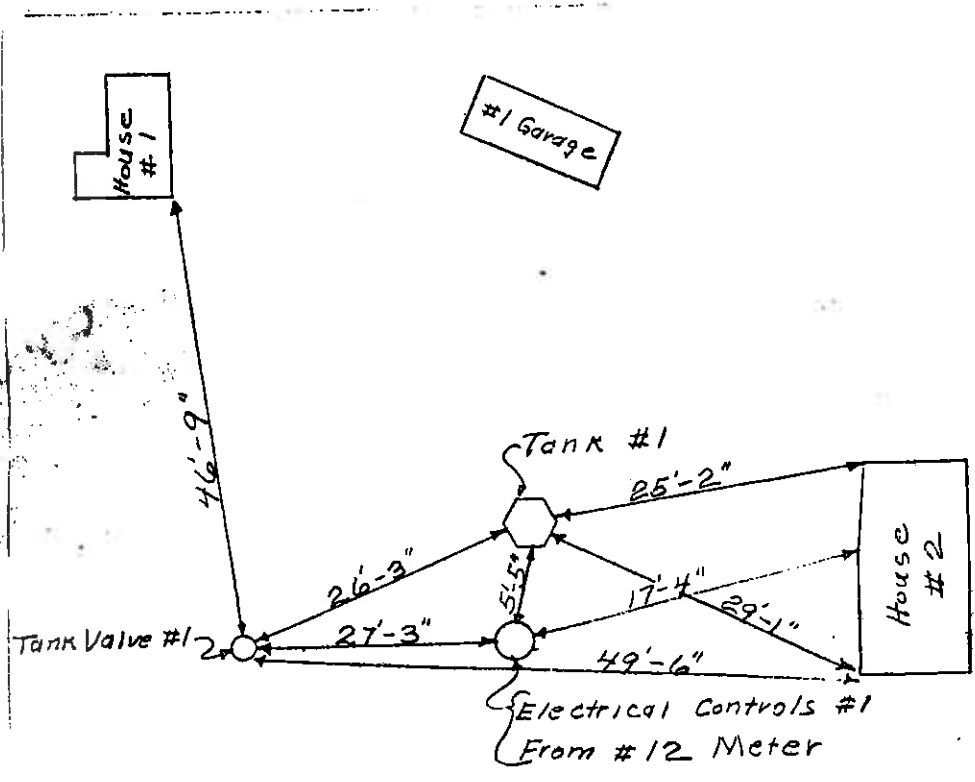 House
#1
#1 Garage
46'-9"
Tank #1
25'-2"
26'-3"
5'-5"
17'-4"
29'-1"
House
#2
Tank Valve #1
27'-3"
49'-6"
Electrical Controls #1
From #12 Meter